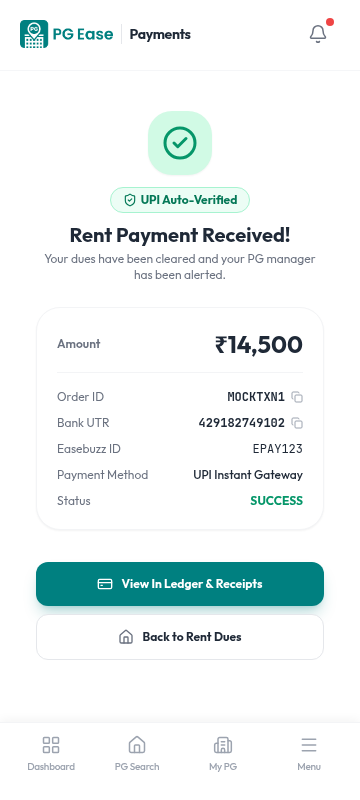 PG
PG Ease
Payments
UPI Auto-Verified
Rent Payment Received!
Your dues have been cleared and your PG manager
has been alerted.
Amount ₹14,500
Order ID MOCKTXN1
Bank UTR 429182749102
Easebuzz ID EPAY123
Payment Method UPI Instant Gateway
Status SUCCESS
View In Ledger & Receipts
Back to Rent Dues
Dashboard PG Search My PG Menu